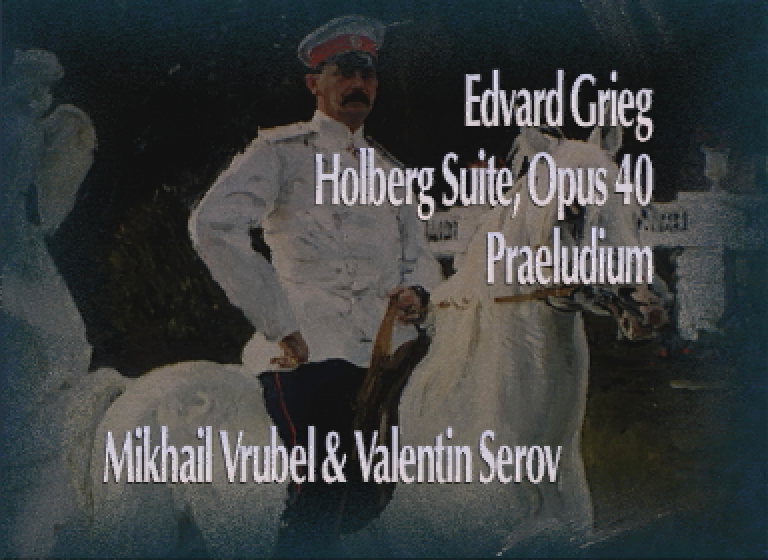 Edvard Grieg
Holberg Suite, Opus 40
Praeludium
Mikhail Vrubel & Valentin Serov